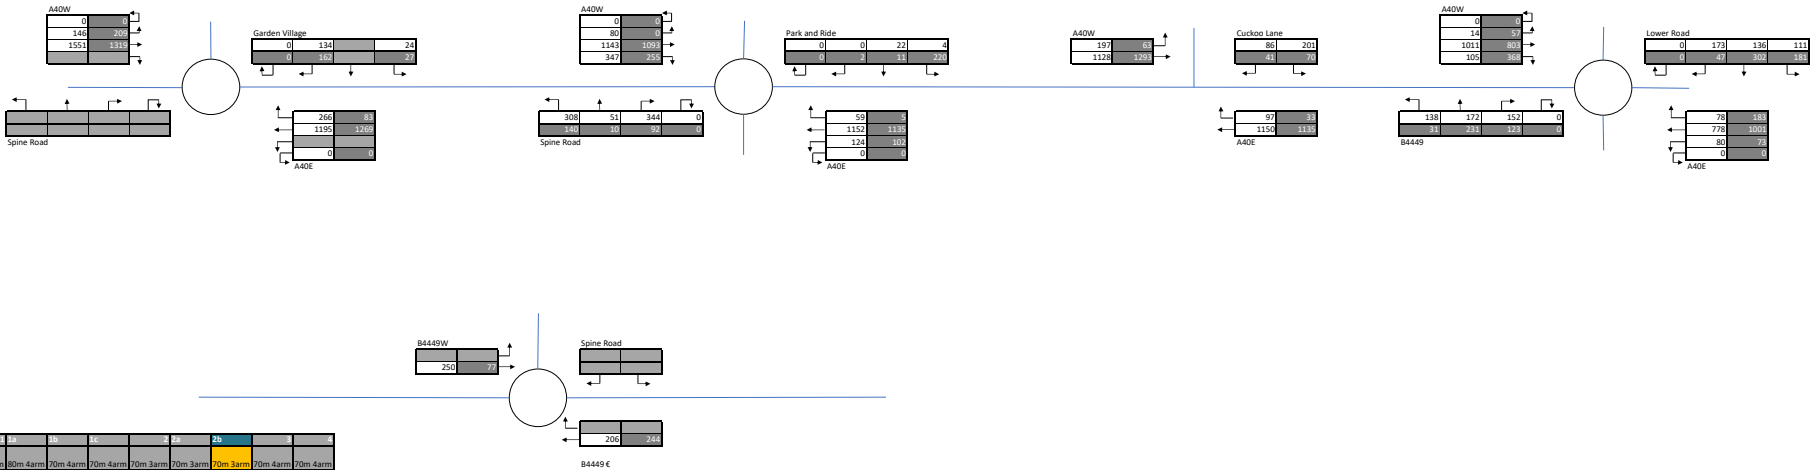 A40W
0 0
146 209
1551 1319
Garden Village
0 134 24
0 162 27
Spine Road
266 83
1195 1269
0 0
A40E
A40W
0 0
80 0
1143 1093
347 255
Park and Ride
0 0 22 4
0 2 11 220
308 51 344 0
140 10 92 0
Spine Road
59 5
1152 1135
124 102
0 0
A40E
A40W
197 63
1128 1293
Cuckoo Lane
86 201
41 70
97 33
1150 1135
A40E
A40W
0 0
14 57
1011 803
105 368
Lower Road
0 173 136 111
0 47 302 181
138 172 152 0
31 231 123 0
B4449
78 183
778 1001
80 73
0 0
A40E
B4449W
250 77
Spine Road
206 244
B4449 €
1a 1b 1c 2 2a 2b 3 4
80m 4arm 70m 4arm 70m 4arm 70m 3arm 70m 3arm 70m 3arm 70m 4arm 70m 4arm